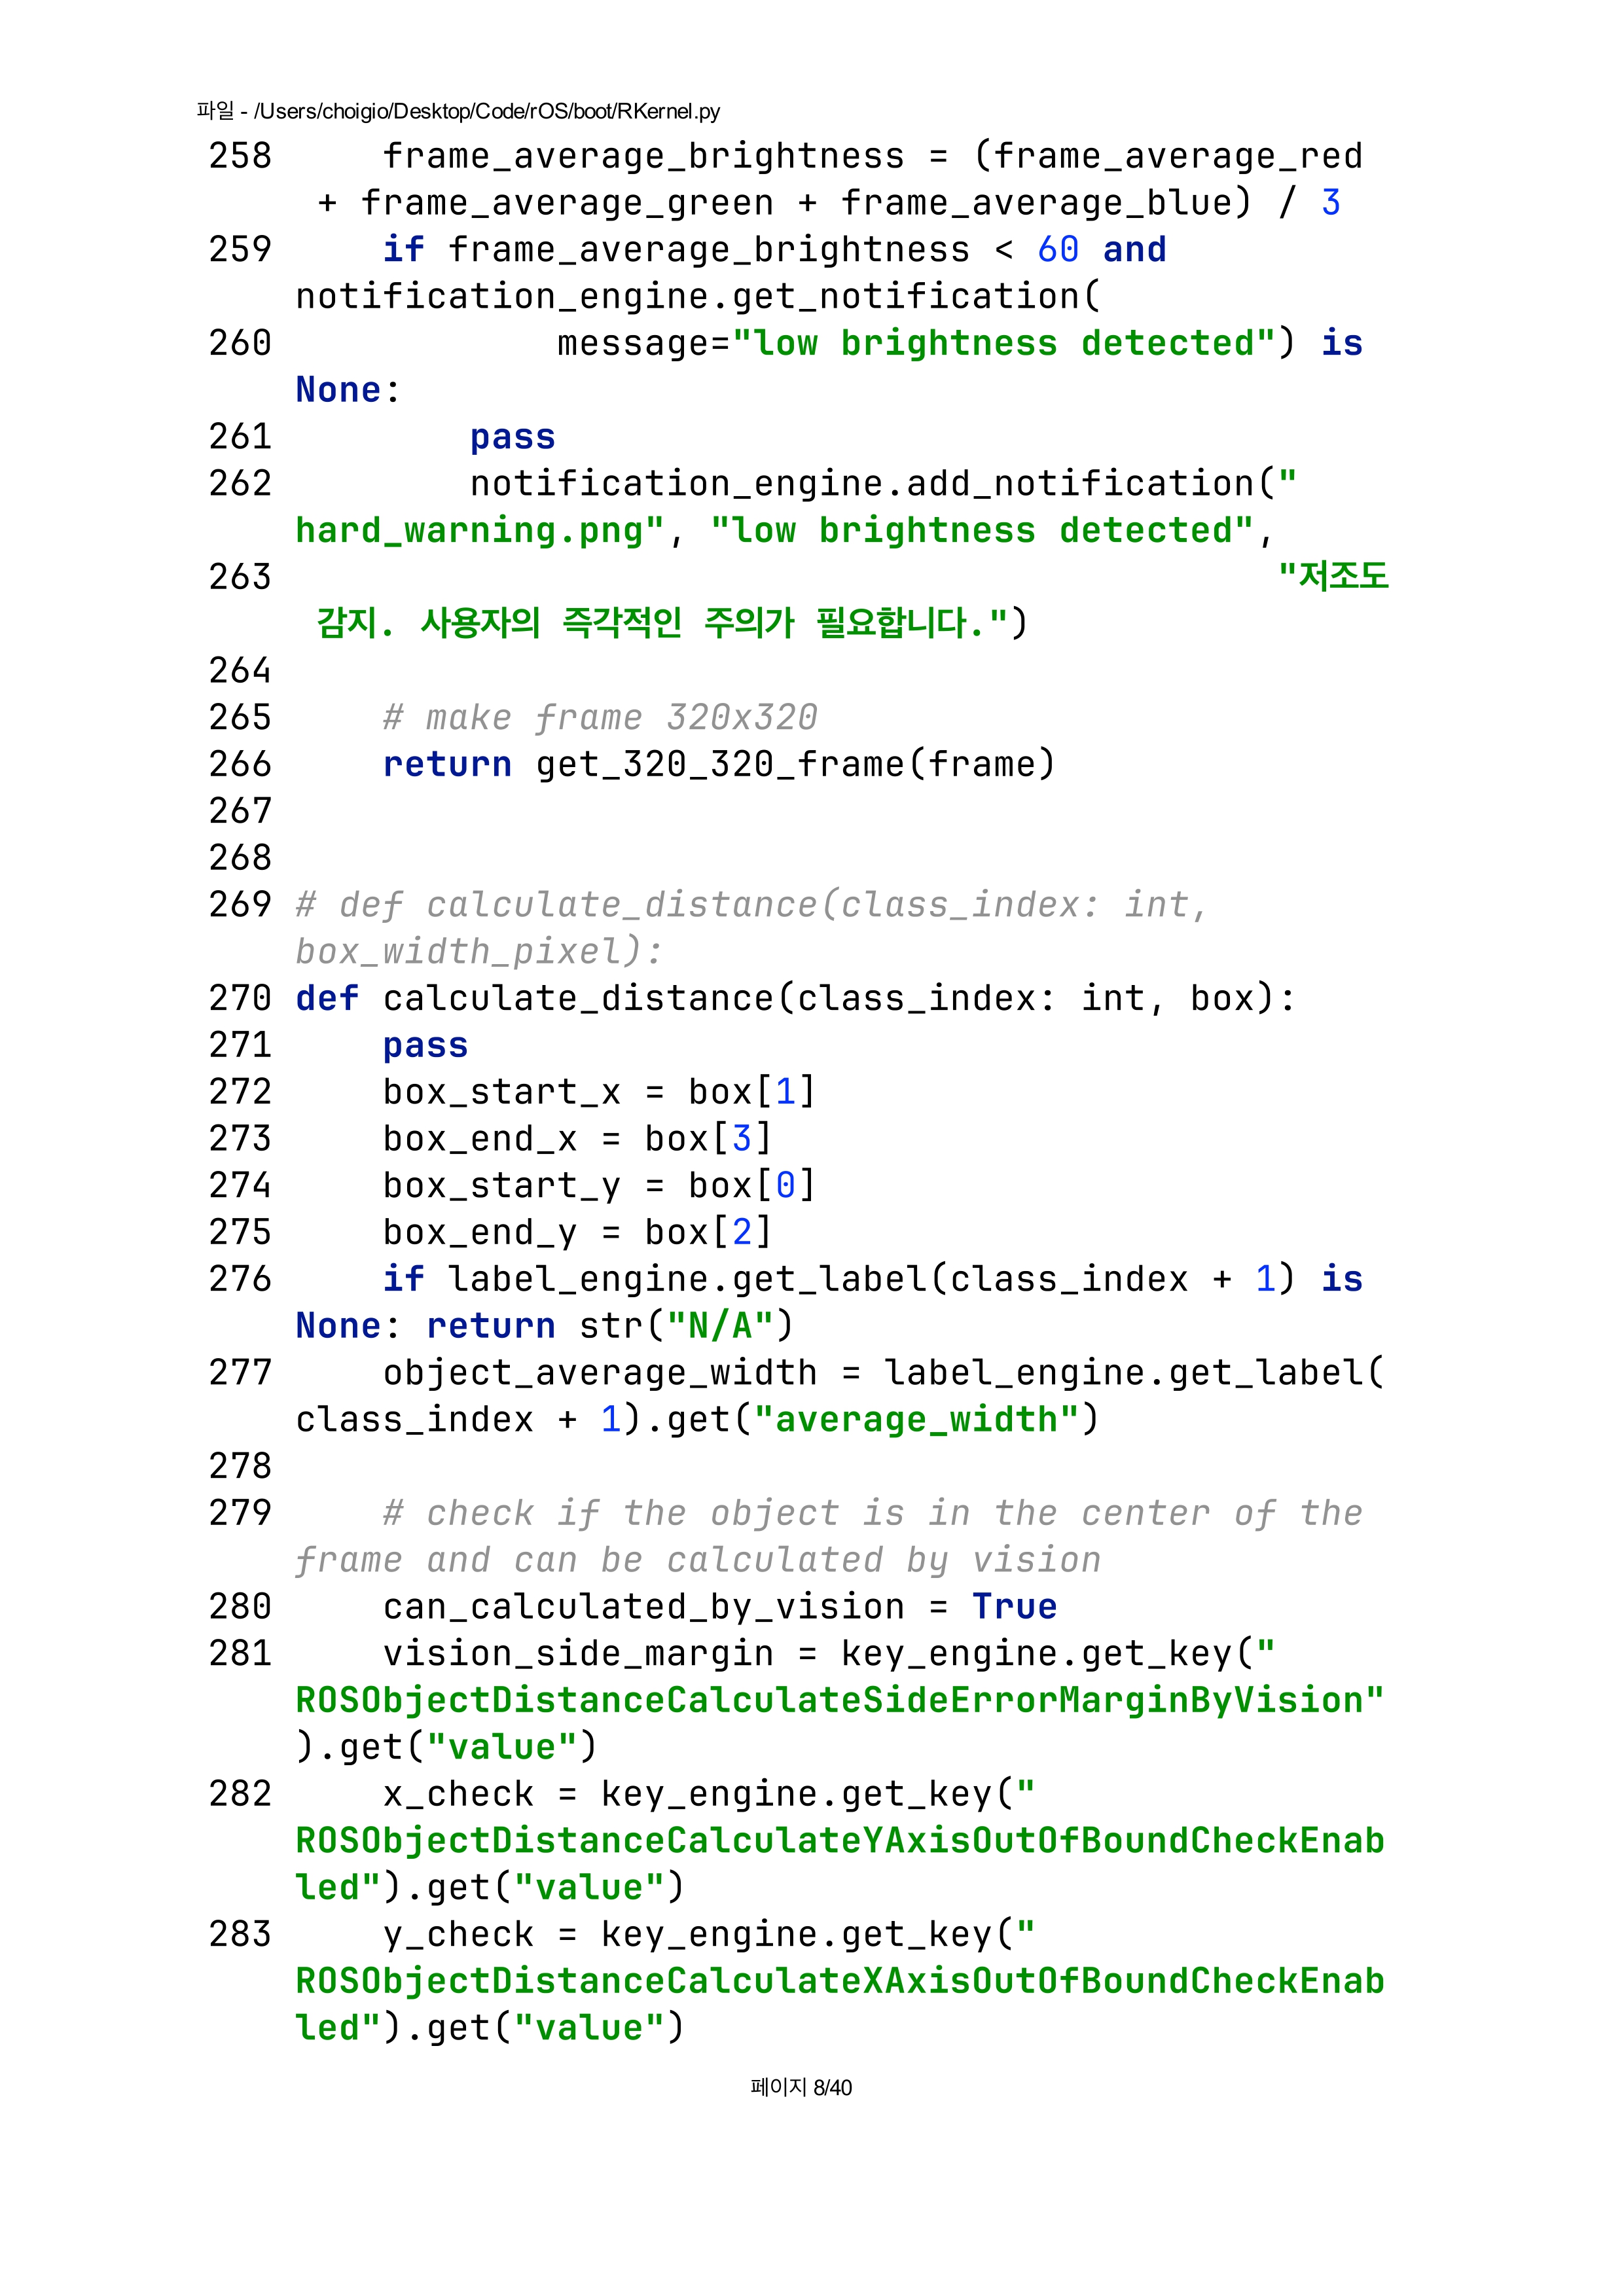 파일 - /Users/choigio/Desktop/Code/rOS/boot/RKernel.py
258     frame_average_brightness = (frame_average_red
 + frame_average_green + frame_average_blue) / 3
259     if frame_average_brightness < 60 and
notification_engine.get_notification(
260             message="low brightness detected") is
None:
261         pass
262         notification_engine.add_notification("
hard_warning.png", "low brightness detected",
263                                              "저조도
 감지. 사용자의 즉각적인 주의가 필요합니다.")
264
265     # make frame 320x320
266     return get_320_320_frame(frame)
267
268
269 # def calculate_distance(class_index: int,
box_width_pixel):
270 def calculate_distance(class_index: int, box):
271     pass
272     box_start_x = box[1]
273     box_end_x = box[3]
274     box_start_y = box[0]
275     box_end_y = box[2]
276     if label_engine.get_label(class_index + 1) is
None: return str("N/A")
277     object_average_width = label_engine.get_label(
class_index + 1).get("average_width")
278
279     # check if the object is in the center of the
frame and can be calculated by vision
280     can_calculated_by_vision = True
281     vision_side_margin = key_engine.get_key("
ROSObjectDistanceCalculateSideErrorMarginByVision"
).get("value")
282     x_check = key_engine.get_key("
ROSObjectDistanceCalculateYAxisOutOfBoundCheckEnab
led").get("value")
283     y_check = key_engine.get_key("
ROSObjectDistanceCalculateXAxisOutOfBoundCheckEnab
led").get("value")
페이지 8/40